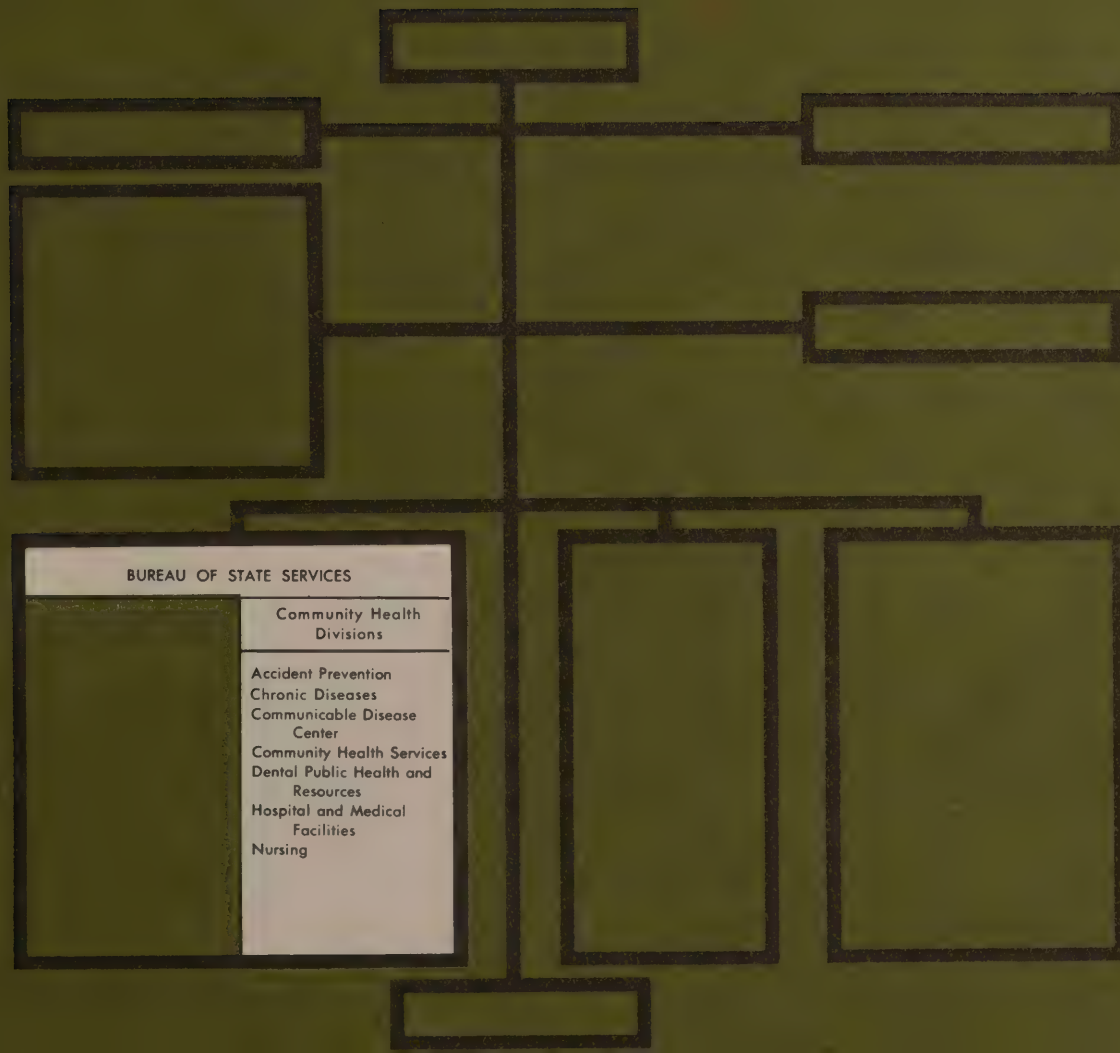 BUREAU OF STATE SERVICES
Community Health
Divisions
Accident Prevention
Chronic Diseases
Communicable Disease
Center
Community Health Services
Dental Public Health and
Resources
Hospital and Medical
Facilities
Nursing